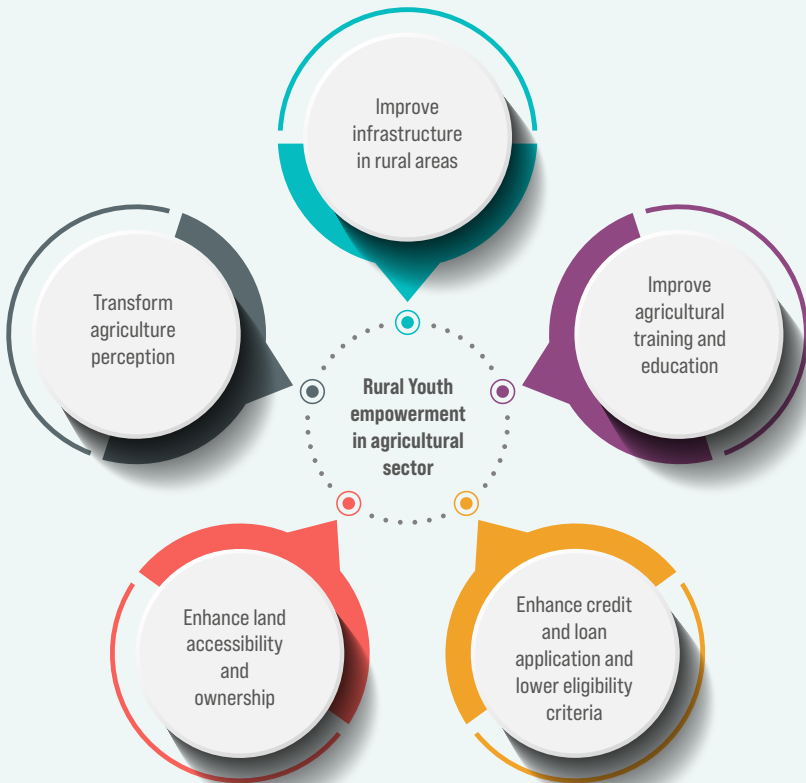 Improve
infrastructure
in rural areas
Transform
agriculture
perception
Improve
agricultural
training and
education
Rural Youth
empowerment
in agricultural
sector
Enhance land
accessibility
and
ownership
Enhance credit
and loan
application and
lower eligibility
criteria